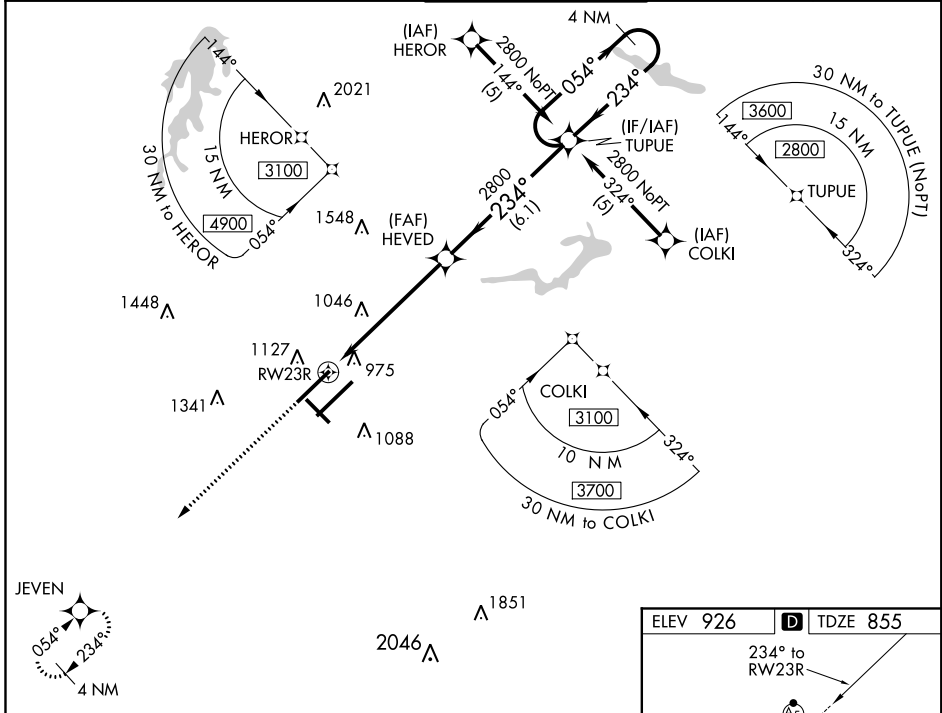 (IAF)
HEROR
2800 NoPT
144°
(5)
4 NM
054°
234°
(IF/IAF)
TUPUE
2800 NoPT
324°
(5)
(IAF)
COLKI
2800
234°
(6.1)
(FAF)
HEVED
144°
HEROR
3100
15 NM
4900
054°
30 NM to HEROR
2021
1548
1448
1046
1127
RW23R
975
1341
1088
30 NM to TUPUE (NoPT)
3600
15 NM
144°
2800
TUPUE
324°
COLKI
054°
3100
324°
10 NM
3700
30 NM to COLKI
JEVEN
054°
234°
4 NM
1851
2046
ELEV 926
D
TDZE 855
234° to
RW23R
A5